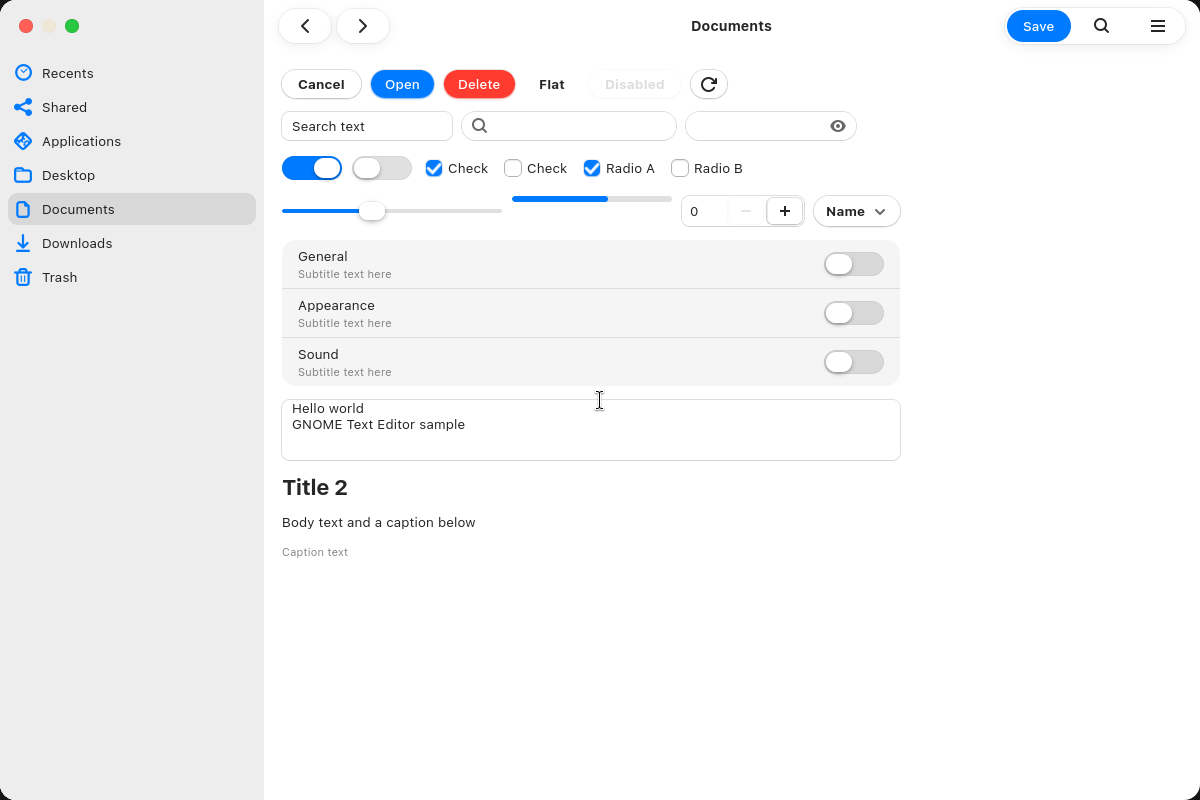 Documents
Save
Recents
Shared
Applications
Desktop
Documents
Downloads
Trash
Cancel Open Delete Flat Disabled
Search text
Check Check Radio A Radio B
0 Name
General
Subtitle text here
Appearance
Subtitle text here
Sound
Subtitle text here
Hello world
GNOME Text Editor sample
Title 2
Body text and a caption below
Caption text